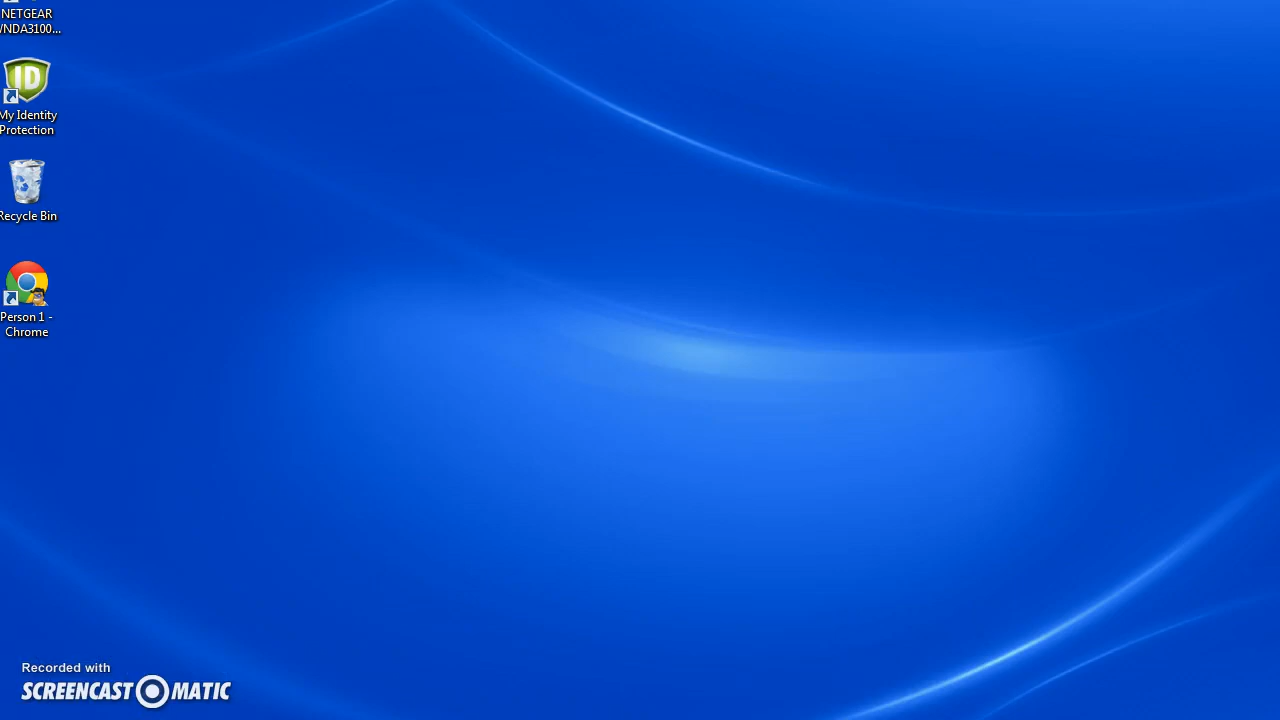 NETGEAR
WNDA3100...
ID
My Identity
Protection
Recycle Bin
Person 1 -
Chrome
Recorded with
SCREENCAST O MATIC